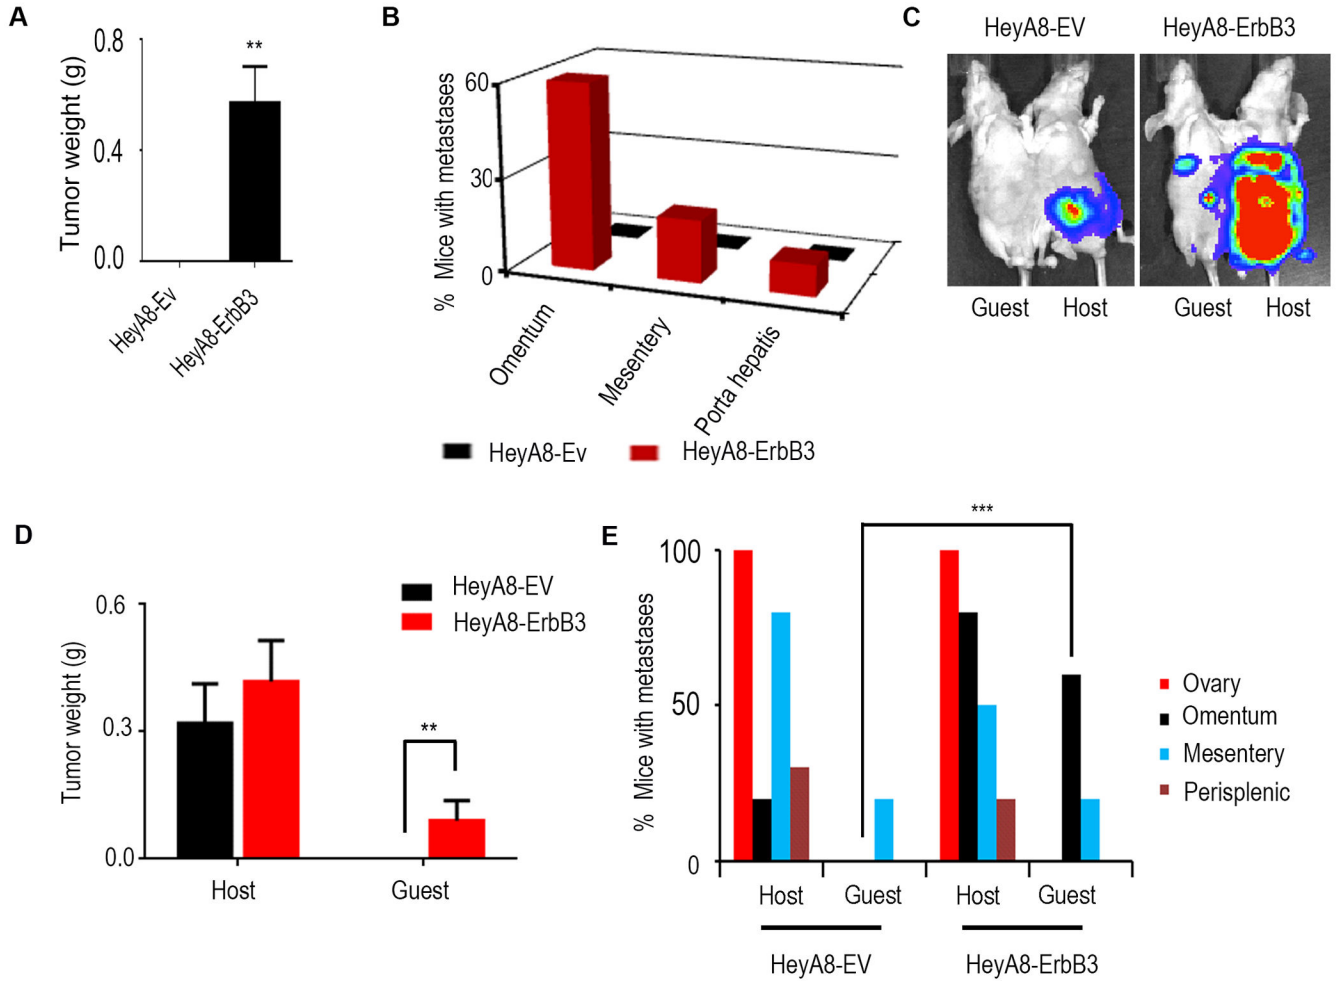 A
Tumor weight (g)
0.8
0.4
0.0
**
HeyA8-Ev
HeyA8-ErbB3
B
% Mice with metastases
60
30
0
Omentum
Mesentery
Porta hepatis
HeyA8-Ev
HeyA8-ErbB3
C
HeyA8-EV
HeyA8-ErbB3
Guest
Host
Guest
Host
D
Tumor weight (g)
0.6
0.3
0.0
HeyA8-EV
HeyA8-ErbB3
**
Host
Guest
E
% Mice with metastases
100
50
0
***
Ovary
Omentum
Mesentery
Perisplenic
Host
Guest
Host
Guest
HeyA8-EV
HeyA8-ErbB3